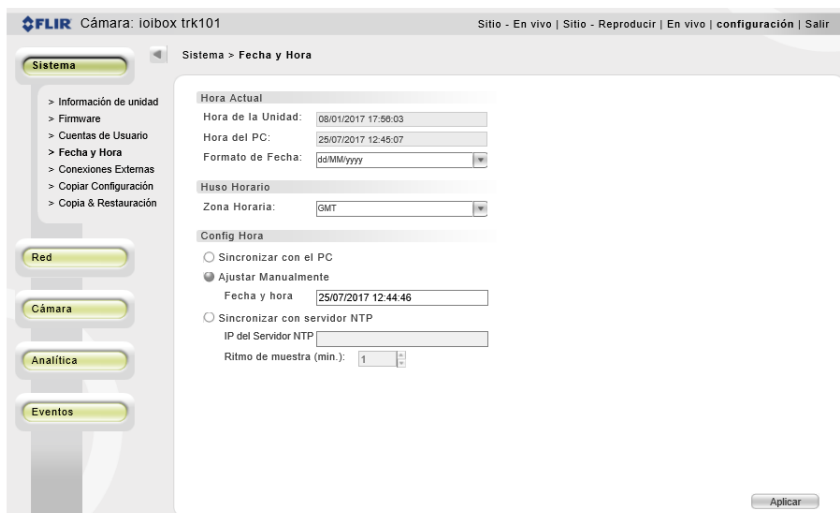 FLIR Cámara: ioibox trk101
Sitio - En vivo | Sitio - Reproducir | En vivo | configuración | Salir
Sistema
> Información de unidad
> Firmware
> Cuentas de Usuario
> Fecha y Hora
> Conexiones Externas
> Copiar Configuración
> Copia & Restauración
Red
Cámara
Analítica
Eventos
Sistema > Fecha y Hora
Hora Actual
Hora de la Unidad: 08/01/2017 17:56:03
Hora del PC: 25/07/2017 12:45:07
Formato de Fecha: dd/MM/yyyy
Huso Horario
Zona Horaria: GMT
Config Hora
Sincronizar con el PC
Ajustar Manualmente
Fecha y hora 25/07/2017 12:44:46
Sincronizar con servidor NTP
IP del Servidor NTP
Ritmo de muestra (min.): 1
Aplicar